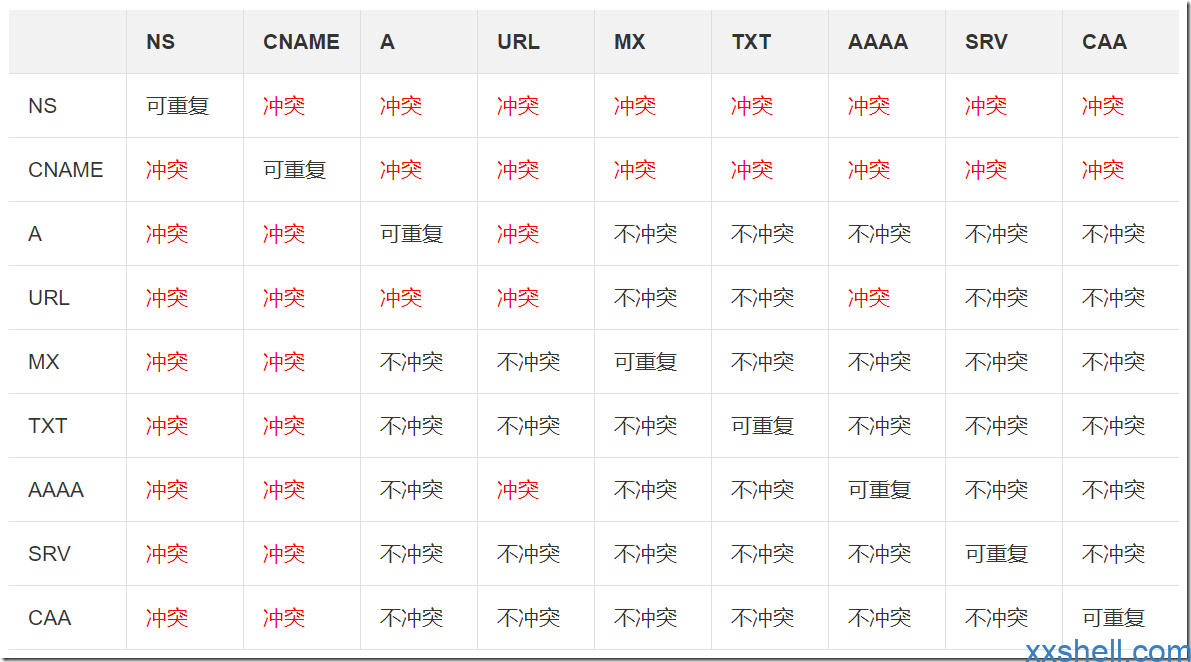 NS CNAME A URL MX TXT AAAA SRV CAA
NS 可重复 冲突 冲突 冲突 冲突 冲突 冲突 冲突 冲突
CNAME 冲突 可重复 冲突 冲突 冲突 冲突 冲突 冲突 冲突
A 冲突 冲突 可重复 冲突 不冲突 不冲突 不冲突 不冲突 不冲突
URL 冲突 冲突 冲突 冲突 不冲突 不冲突 冲突 不冲突 不冲突
MX 冲突 冲突 不冲突 不冲突 可重复 不冲突 不冲突 不冲突 不冲突
TXT 冲突 冲突 不冲突 不冲突 不冲突 可重复 不冲突 不冲突 不冲突
AAAA 冲突 冲突 不冲突 冲突 不冲突 不冲突 可重复 不冲突 不冲突
SRV 冲突 冲突 不冲突 不冲突 不冲突 不冲突 不冲突 可重复 不冲突
CAA 冲突 冲突 不冲突 不冲突 不冲突 不冲突 不冲突 不冲突 可重复
xxshell.com